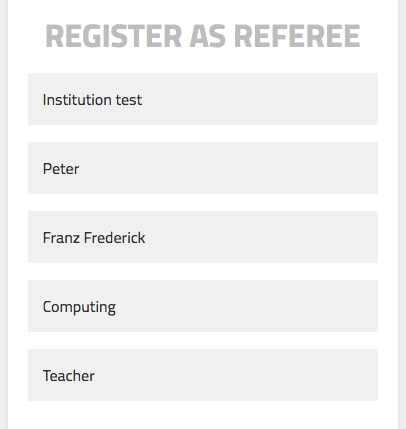 REGISTER AS REFEREE
Institution test
Peter
Franz Frederick
Computing
Teacher